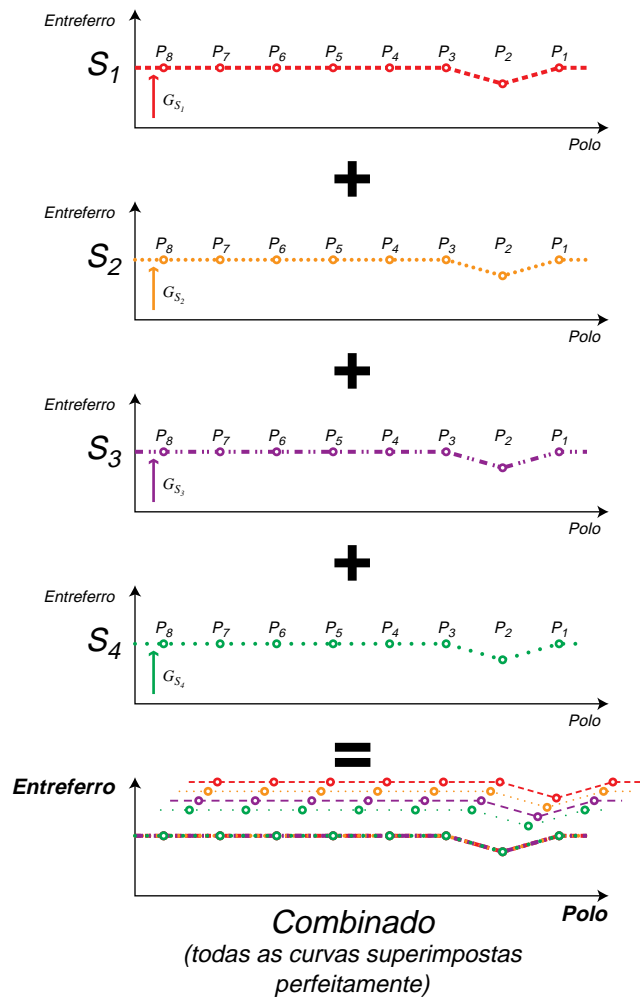 Entreferro
P8 P7 P6 P5 P4 P3 P2 P1
S1
GS1
Polo
+
Entreferro
P8 P7 P6 P5 P4 P3 P2 P1
S2
GS2
Polo
+
Entreferro
P8 P7 P6 P5 P4 P3 P2 P1
S3
GS3
Polo
+
Entreferro
P8 P7 P6 P5 P4 P3 P2 P1
S4
GS4
Polo
=
Entreferro
Polo
Combinado
(todas as curvas superimpostas
perfeitamente)